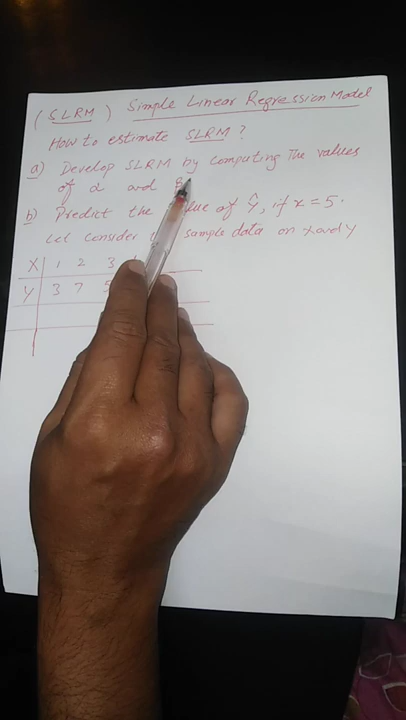 (SLRM) Simple Linear Regression Model
How to estimate SLRM?
a) Develop SLRM by computing The values
of α and
b) Predict the of Ŷ, if x = 5.
Let consider sample data on X and Y
X 1 2 3
Y 3 7 5